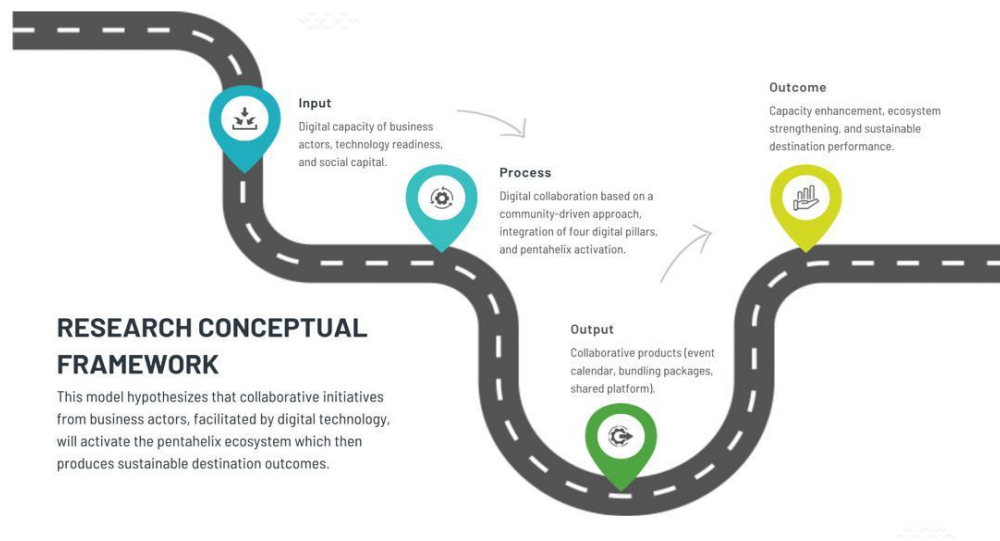 Input
Digital capacity of business
actors, technology readiness,
and social capital.
Process
Digital collaboration based on a
community-driven approach,
integration of four digital pillars,
and pentahelix activation.
Outcome
Capacity enhancement, ecosystem
strengthening, and sustainable
destination performance.
Output
Collaborative products (event
calendar, bundling packages,
shared platform).
RESEARCH CONCEPTUAL
FRAMEWORK
This model hypothesizes that collaborative initiatives
from business actors, facilitated by digital technology,
will activate the pentahelix ecosystem which then
produces sustainable destination outcomes.